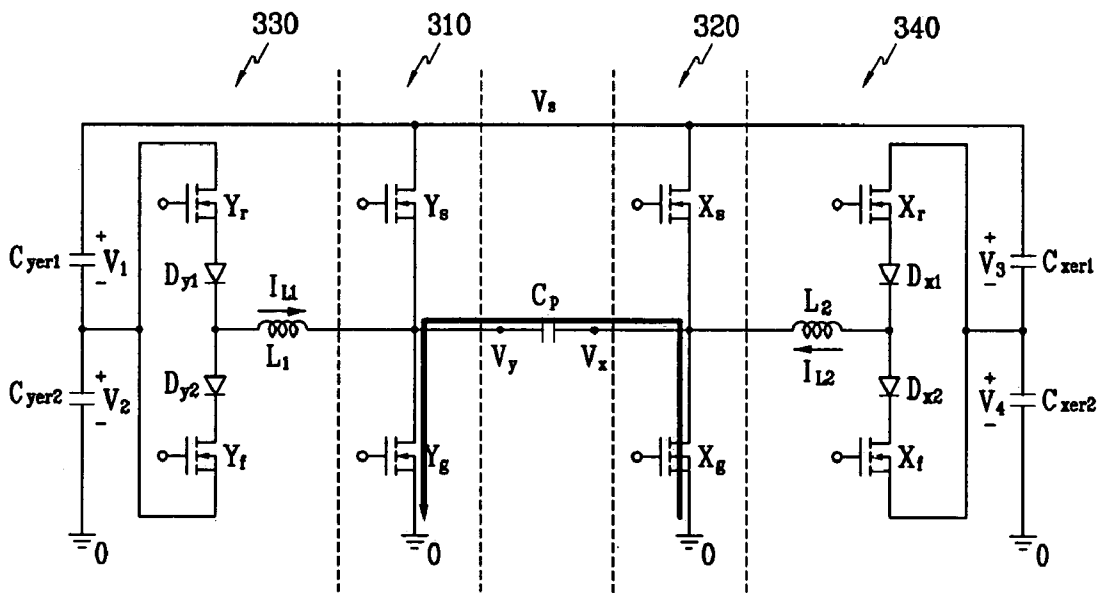 330 310 320 340
Vs
Yr Ys Xs Xr
+ +
Cyer1 V1 Dy1 V3 Cxer1
- Dx1 -
IL1 Cp L2
L1 Vy Vx
IL2
+ +
Cyer2 V2 Dy2 Dx2 V4 Cxer2
- -
Yf Yg Xg Xf
0 0 0 0